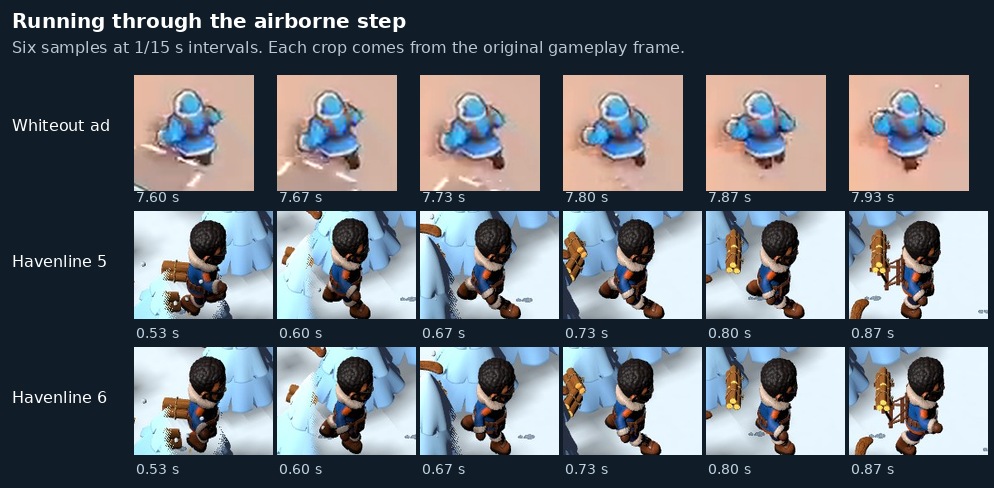 Running through the airborne step
Six samples at 1/15 s intervals. Each crop comes from the original gameplay frame.
Whiteout ad
7.60 s 7.67 s 7.73 s 7.80 s 7.87 s 7.93 s
Havenline 5
0.53 s 0.60 s 0.67 s 0.73 s 0.80 s 0.87 s
Havenline 6
0.53 s 0.60 s 0.67 s 0.73 s 0.80 s 0.87 s